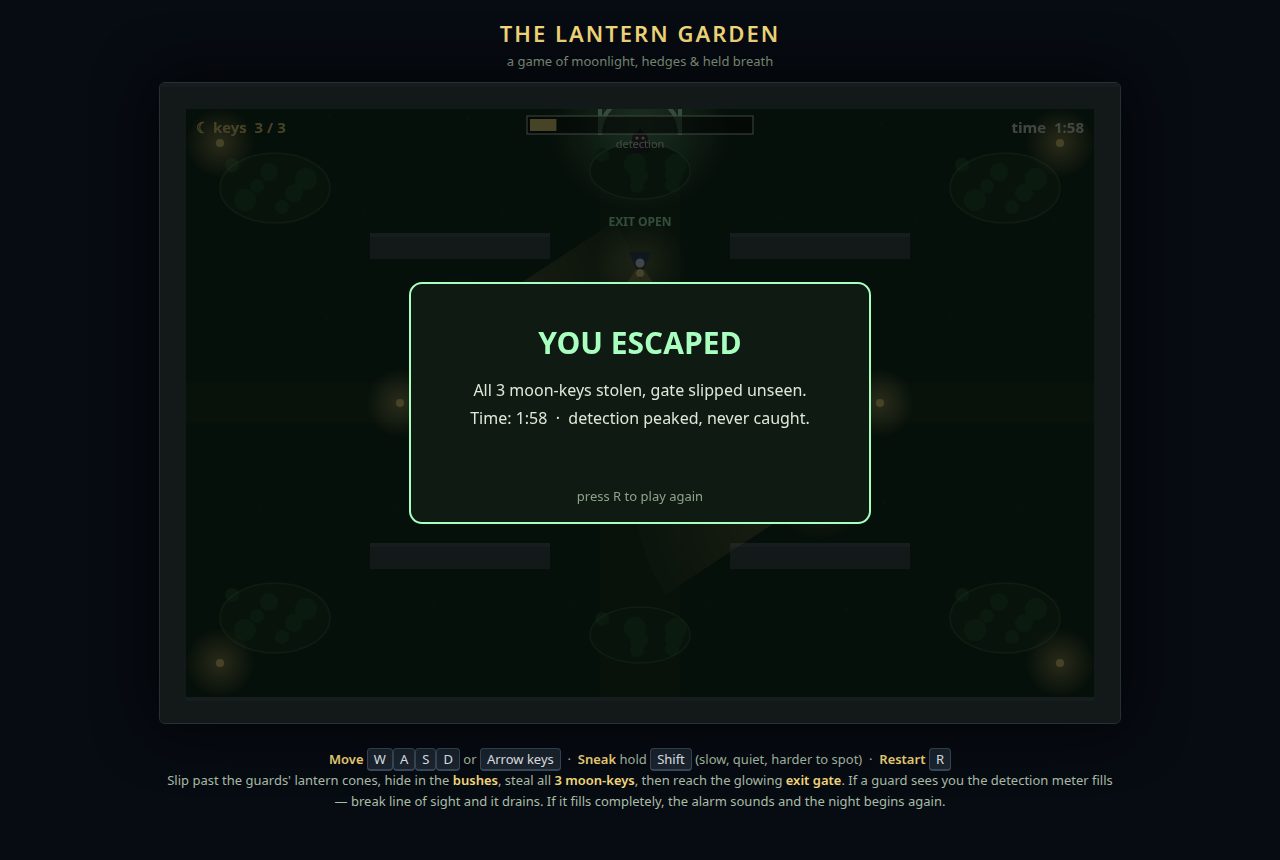 THE LANTERN GARDEN
a game of moonlight, hedges & held breath
☾ keys 3 / 3
time 1:58
detection
EXIT OPEN
YOU ESCAPED
All 3 moon-keys stolen, gate slipped unseen.
Time: 1:58 · detection peaked, never caught.
press R to play again
Move W A S D or Arrow keys · Sneak hold Shift (slow, quiet, harder to spot) · Restart R
Slip past the guards' lantern cones, hide in the bushes, steal all 3 moon-keys, then reach the glowing exit gate. If a guard sees you the detection meter fills
— break line of sight and it drains. If it fills completely, the alarm sounds and the night begins again.